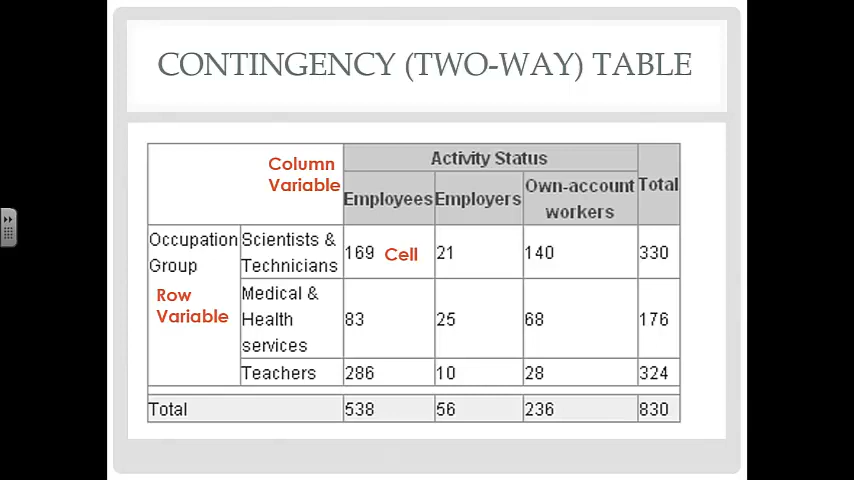 CONTINGENCY (TWO-WAY) TABLE
Column
Variable
Activity Status
Total
Employees
Employers
Own-account
workers
Occupation
Group
Row
Variable
Scientists &
Technicians
169
Cell
21
140
330
Medical &
Health
services
83
25
68
176
Teachers
286
10
28
324
Total
538
56
236
830